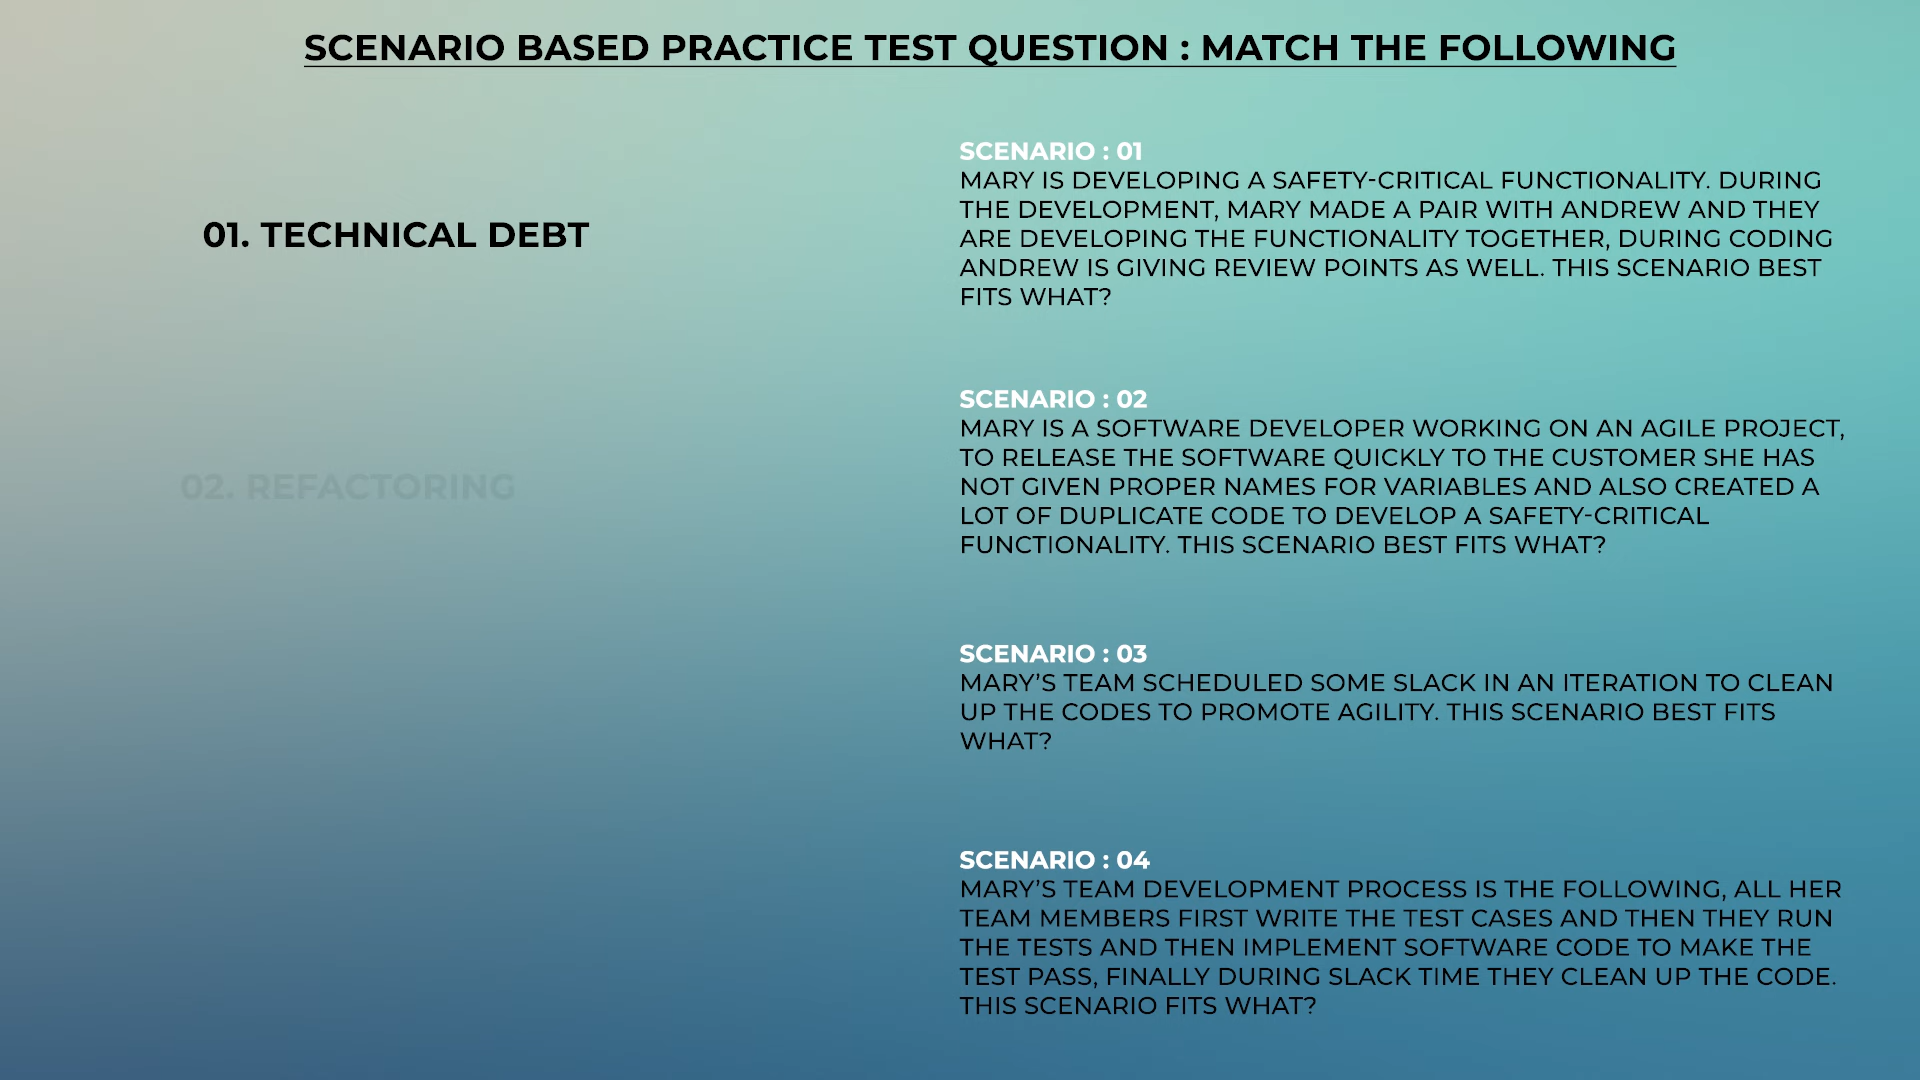 SCENARIO BASED PRACTICE TEST QUESTION : MATCH THE FOLLOWING
01. TECHNICAL DEBT
02. REFACTORING
SCENARIO : 01
MARY IS DEVELOPING A SAFETY-CRITICAL FUNCTIONALITY. DURING
THE DEVELOPMENT, MARY MADE A PAIR WITH ANDREW AND THEY
ARE DEVELOPING THE FUNCTIONALITY TOGETHER, DURING CODING
ANDREW IS GIVING REVIEW POINTS AS WELL. THIS SCENARIO BEST
FITS WHAT?
SCENARIO : 02
MARY IS A SOFTWARE DEVELOPER WORKING ON AN AGILE PROJECT,
TO RELEASE THE SOFTWARE QUICKLY TO THE CUSTOMER SHE HAS
NOT GIVEN PROPER NAMES FOR VARIABLES AND ALSO CREATED A
LOT OF DUPLICATE CODE TO DEVELOP A SAFETY-CRITICAL
FUNCTIONALITY. THIS SCENARIO BEST FITS WHAT?
SCENARIO : 03
MARY’S TEAM SCHEDULED SOME SLACK IN AN ITERATION TO CLEAN
UP THE CODES TO PROMOTE AGILITY. THIS SCENARIO BEST FITS
WHAT?
SCENARIO : 04
MARY’S TEAM DEVELOPMENT PROCESS IS THE FOLLOWING, ALL HER
TEAM MEMBERS FIRST WRITE THE TEST CASES AND THEN THEY RUN
THE TESTS AND THEN IMPLEMENT SOFTWARE CODE TO MAKE THE
TEST PASS, FINALLY DURING SLACK TIME THEY CLEAN UP THE CODE.
THIS SCENARIO FITS WHAT?